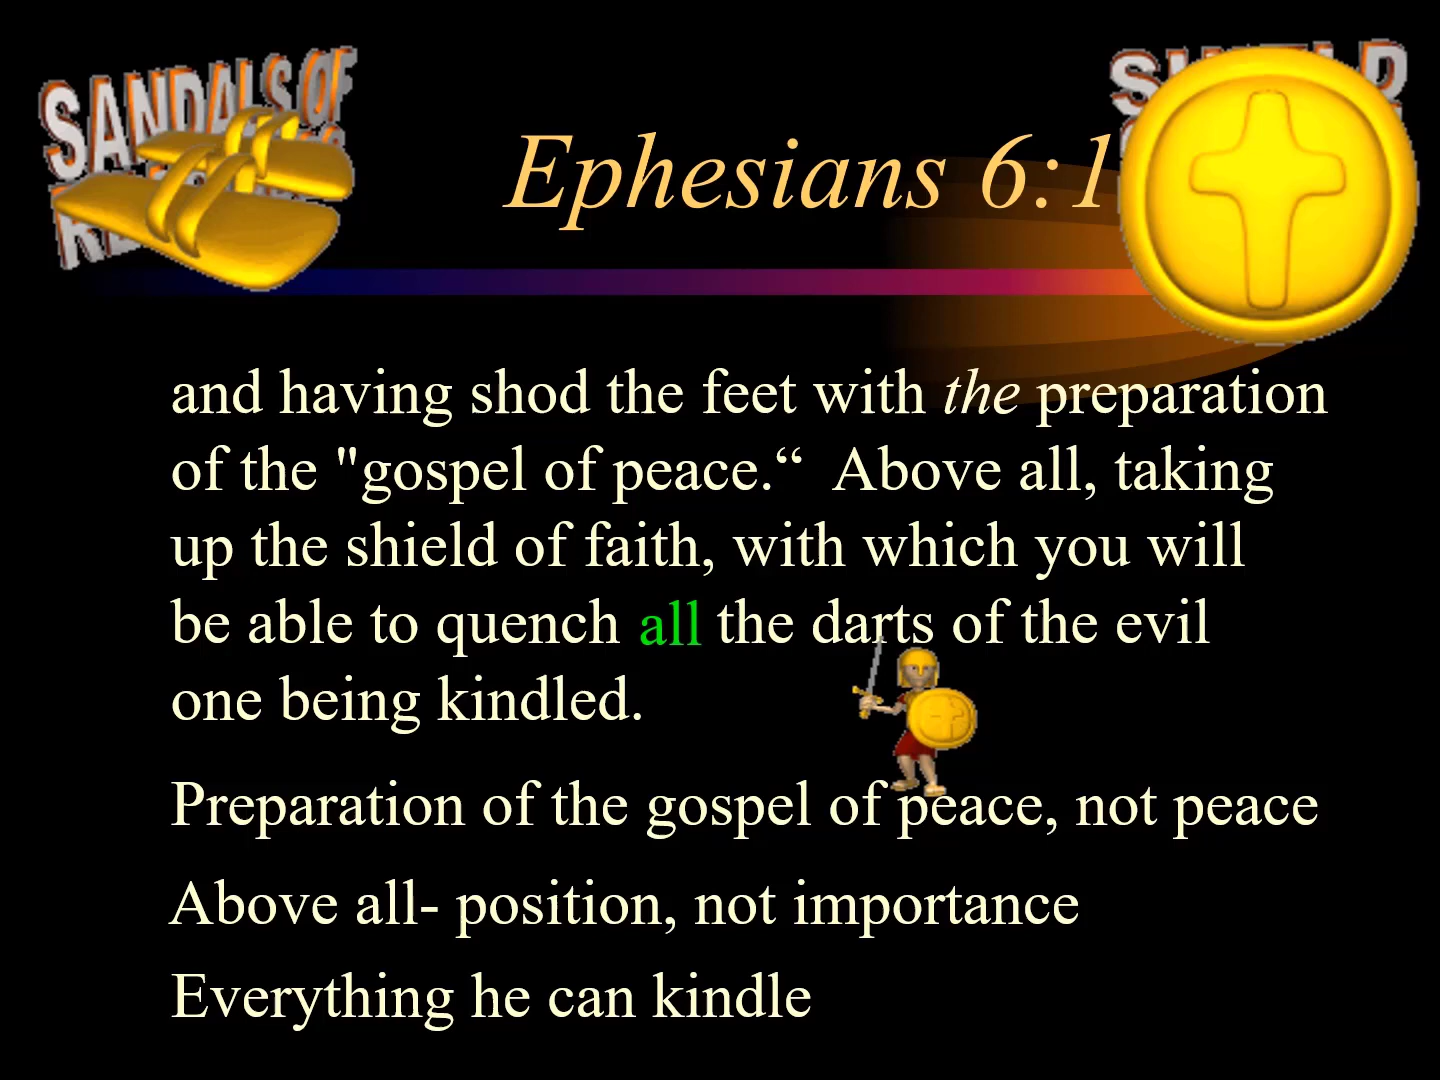 SANDALS OF
Ephesians 6:1
and having shod the feet with the preparation
of the "gospel of peace.“ Above all, taking
up the shield of faith, with which you will
be able to quench all the darts of the evil
one being kindled.
Preparation of the gospel of peace, not peace
Above all- position, not importance
Everything he can kindle